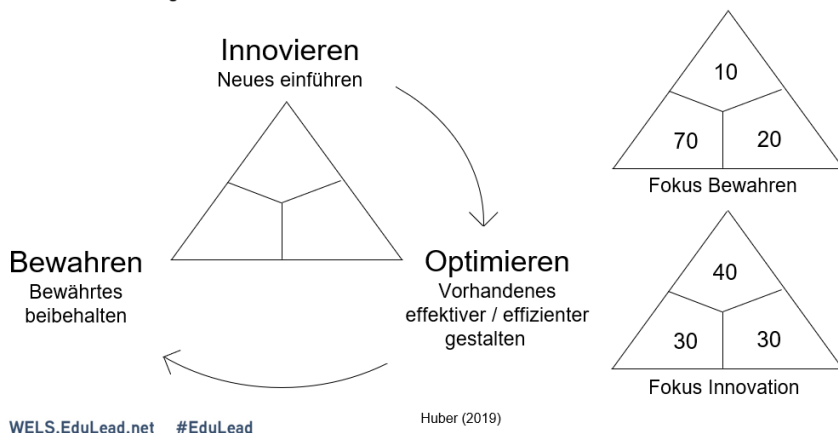 Innovieren
Neues einführen
Bewahren
Bewährtes
beibehalten
Optimieren
Vorhandenes
effektiver / effizienter
gestalten
10
70 20
Fokus Bewahren
40
30 30
Fokus Innovation
Huber (2019)
WELS.EduLead.net #EduLead